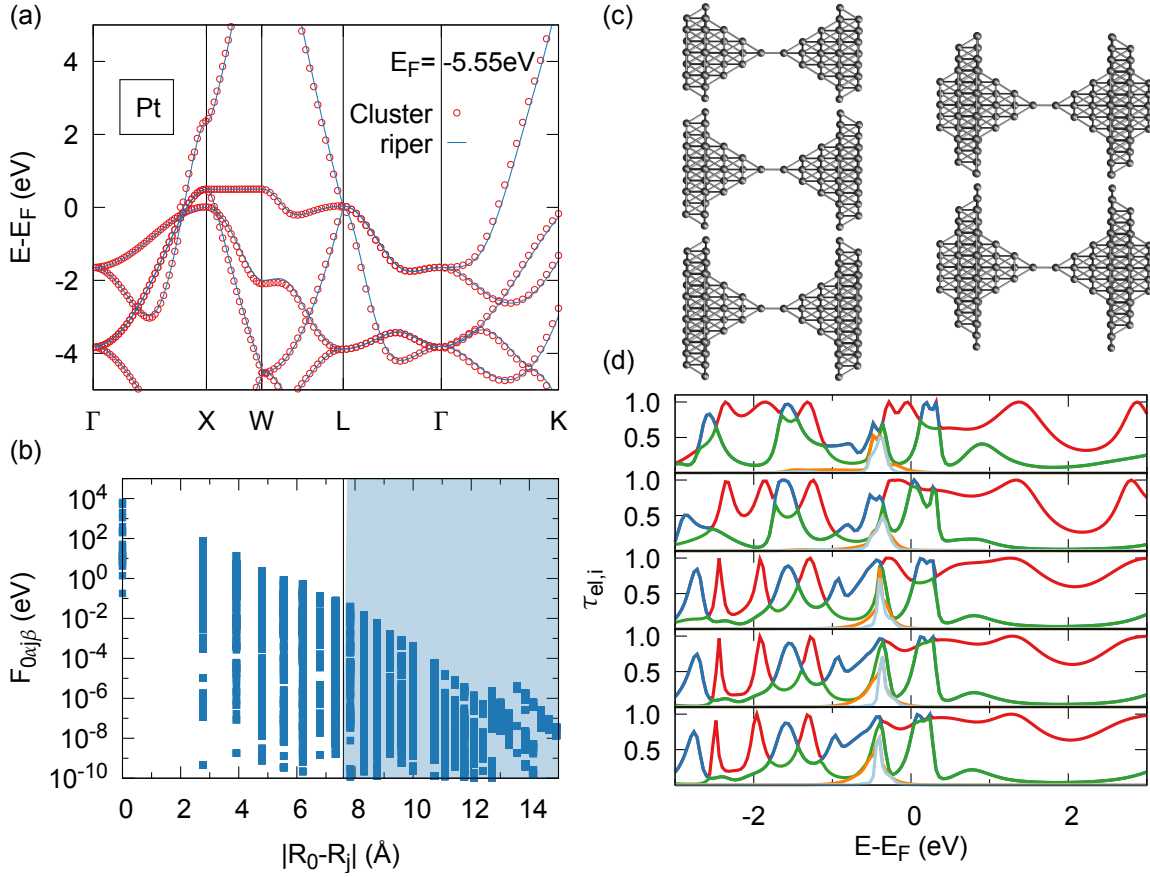 (a)
4
2
0
-2
-4
E-E_F (eV)
Pt
E_F= -5.55eV
Cluster
riper
Γ X W L Γ K
(b)
10^4
10^2
10^0
10^-2
10^-4
10^-6
10^-8
10^-10
F_0αjβ (eV)
0 2 4 6 8 10 12 14
|R_0-R_j| (Å)
(c)
(d)
1.0
0.5
1.0
0.5
1.0
0.5
1.0
0.5
1.0
0.5
τ_el,i
-2 0 2
E-E_F (eV)